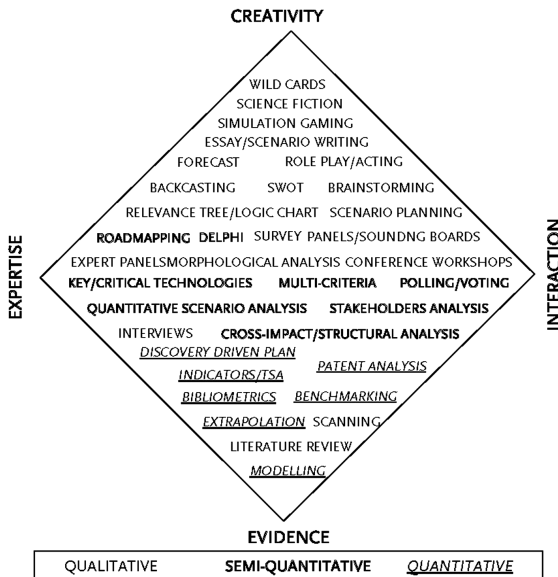 CREATIVITY
WILD CARDS
SCIENCE FICTION
SIMULATION GAMING
ESSAY/SCENARIO WRITING
FORECAST ROLE PLAY/ACTING
BACKCASTING SWOT BRAINSTORMING
RELEVANCE TREE/LOGIC CHART SCENARIO PLANNING
ROADMAPPING DELPHI SURVEY PANELS/SOUNDNG BOARDS
EXPERT PANELSMORPHOLOGICAL ANALYSIS CONFERENCE WORKSHOPS
KEY/CRITICAL TECHNOLOGIES MULTI-CRITERIA POLLING/VOTING
QUANTITATIVE SCENARIO ANALYSIS STAKEHOLDERS ANALYSIS
INTERVIEWS CROSS-IMPACT/STRUCTURAL ANALYSIS
DISCOVERY DRIVEN PLAN
PATENT ANALYSIS
INDICATORS/TSA
BIBLIOMETRICS BENCHMARKING
EXTRAPOLATION SCANNING
LITERATURE REVIEW
MODELLING
EXPERTISE
INTERACTION
EVIDENCE
QUALITATIVE SEMI-QUANTITATIVE QUANTITATIVE